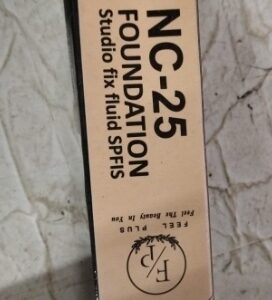 NC-25
FOUNDATION
Studio fix fluid SPFIS
F/P
FEEL PLUS
Feel The Beauty In You